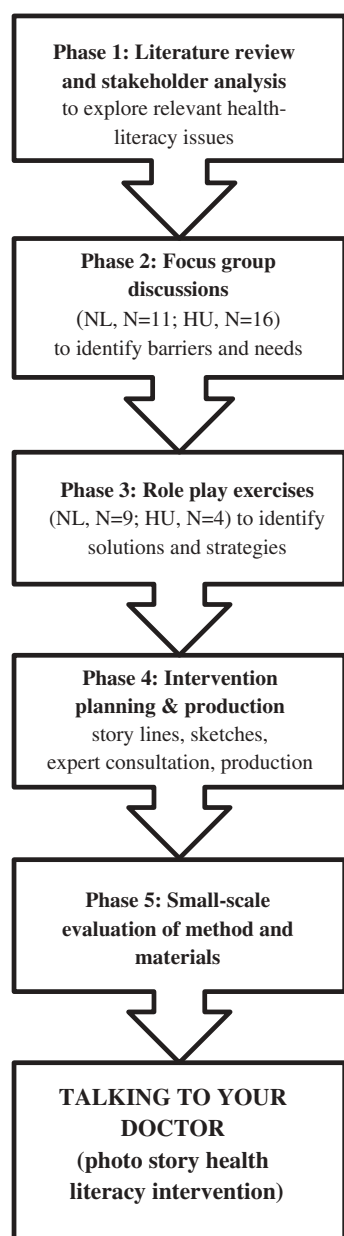 Phase 1: Literature review
and stakeholder analysis
to explore relevant health-
literacy issues
Phase 2: Focus group
discussions
(NL, N=11; HU, N=16)
to identify barriers and needs
Phase 3: Role play exercises
(NL, N=9; HU, N=4) to identify
solutions and strategies
Phase 4: Intervention
planning & production
story lines, sketches,
expert consultation, production
Phase 5: Small-scale
evaluation of method and
materials
TALKING TO YOUR
DOCTOR
(photo story health
literacy intervention)